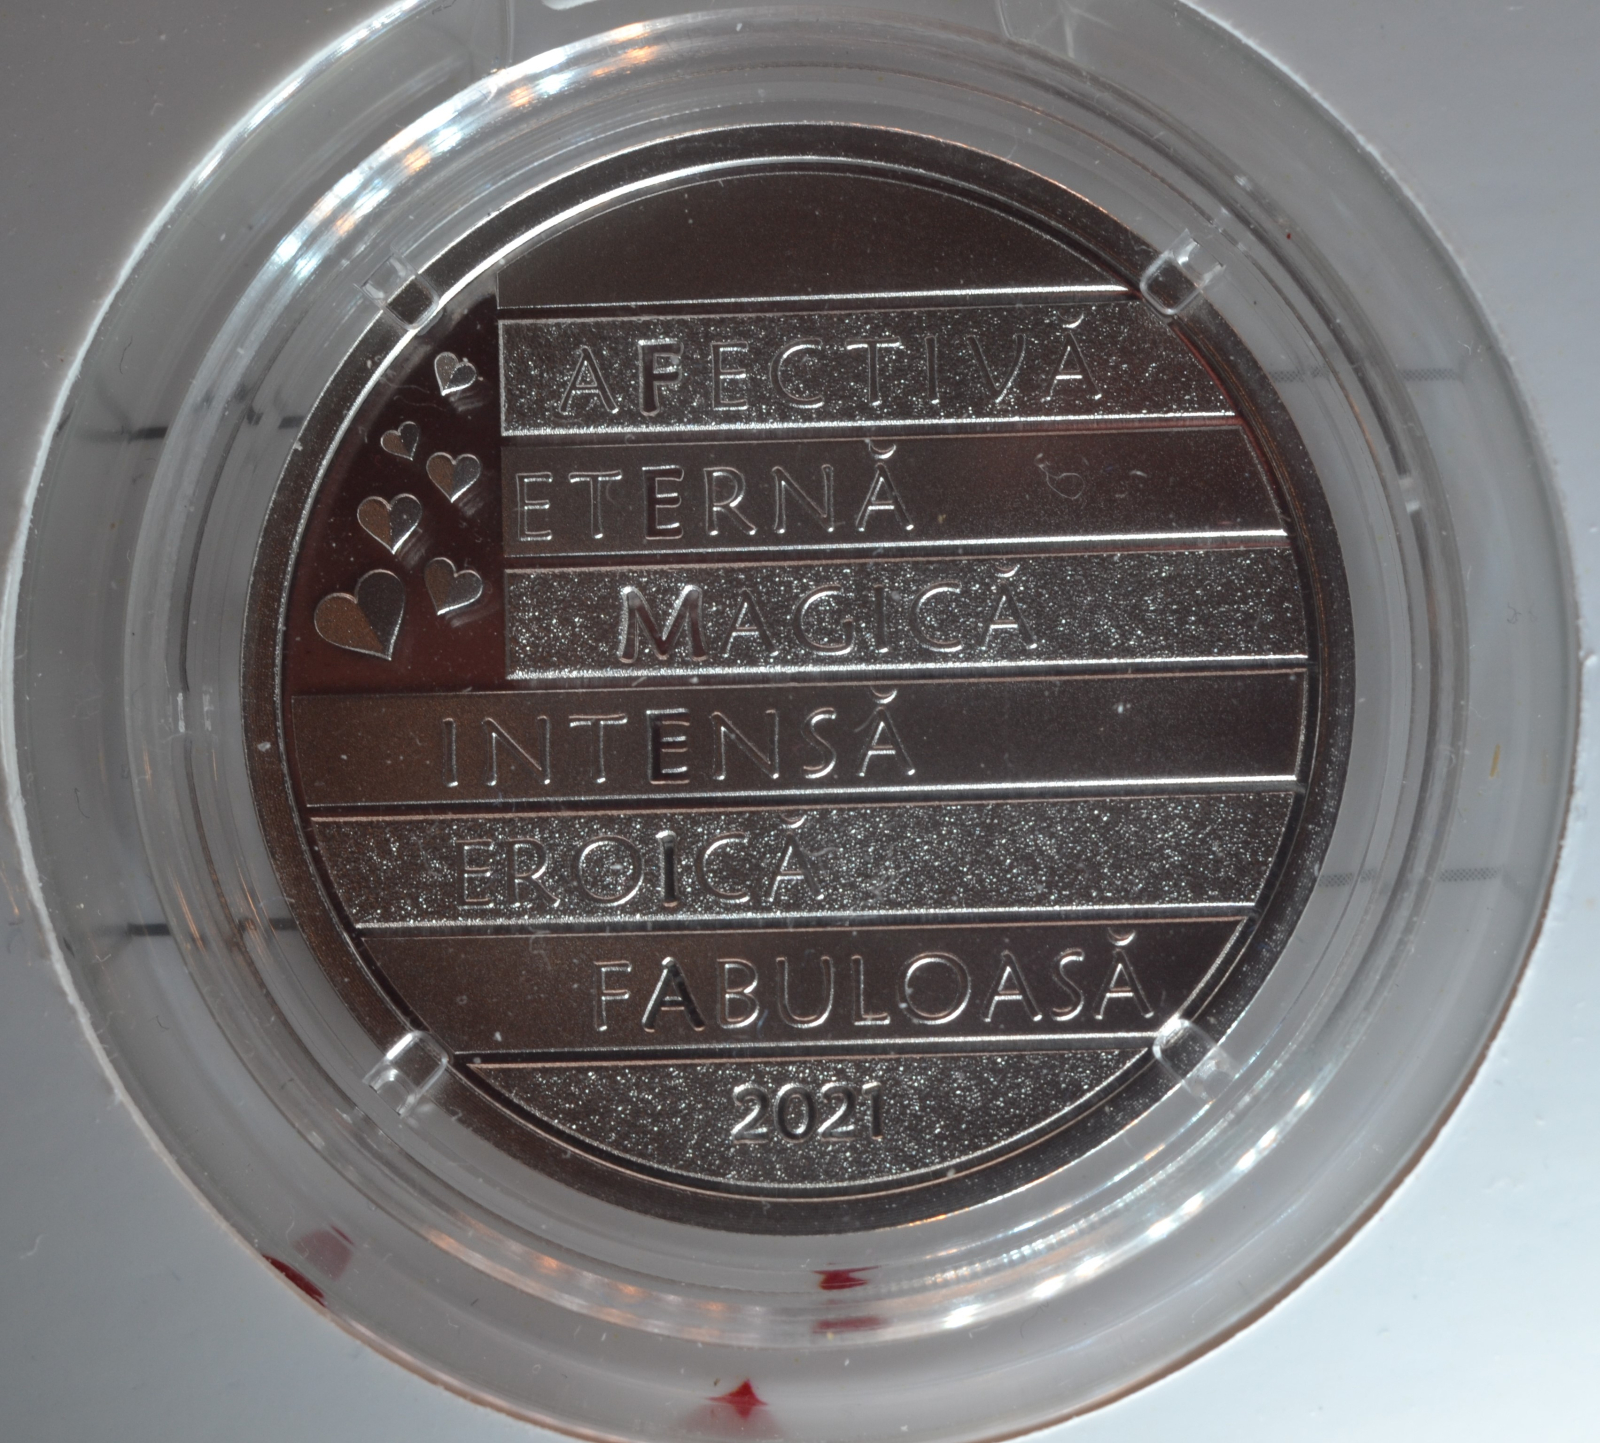 AFECTIVĂ
ETERNĂ
MAGICĂ
INTENSĂ
EROICĂ
FABULOASĂ
2021